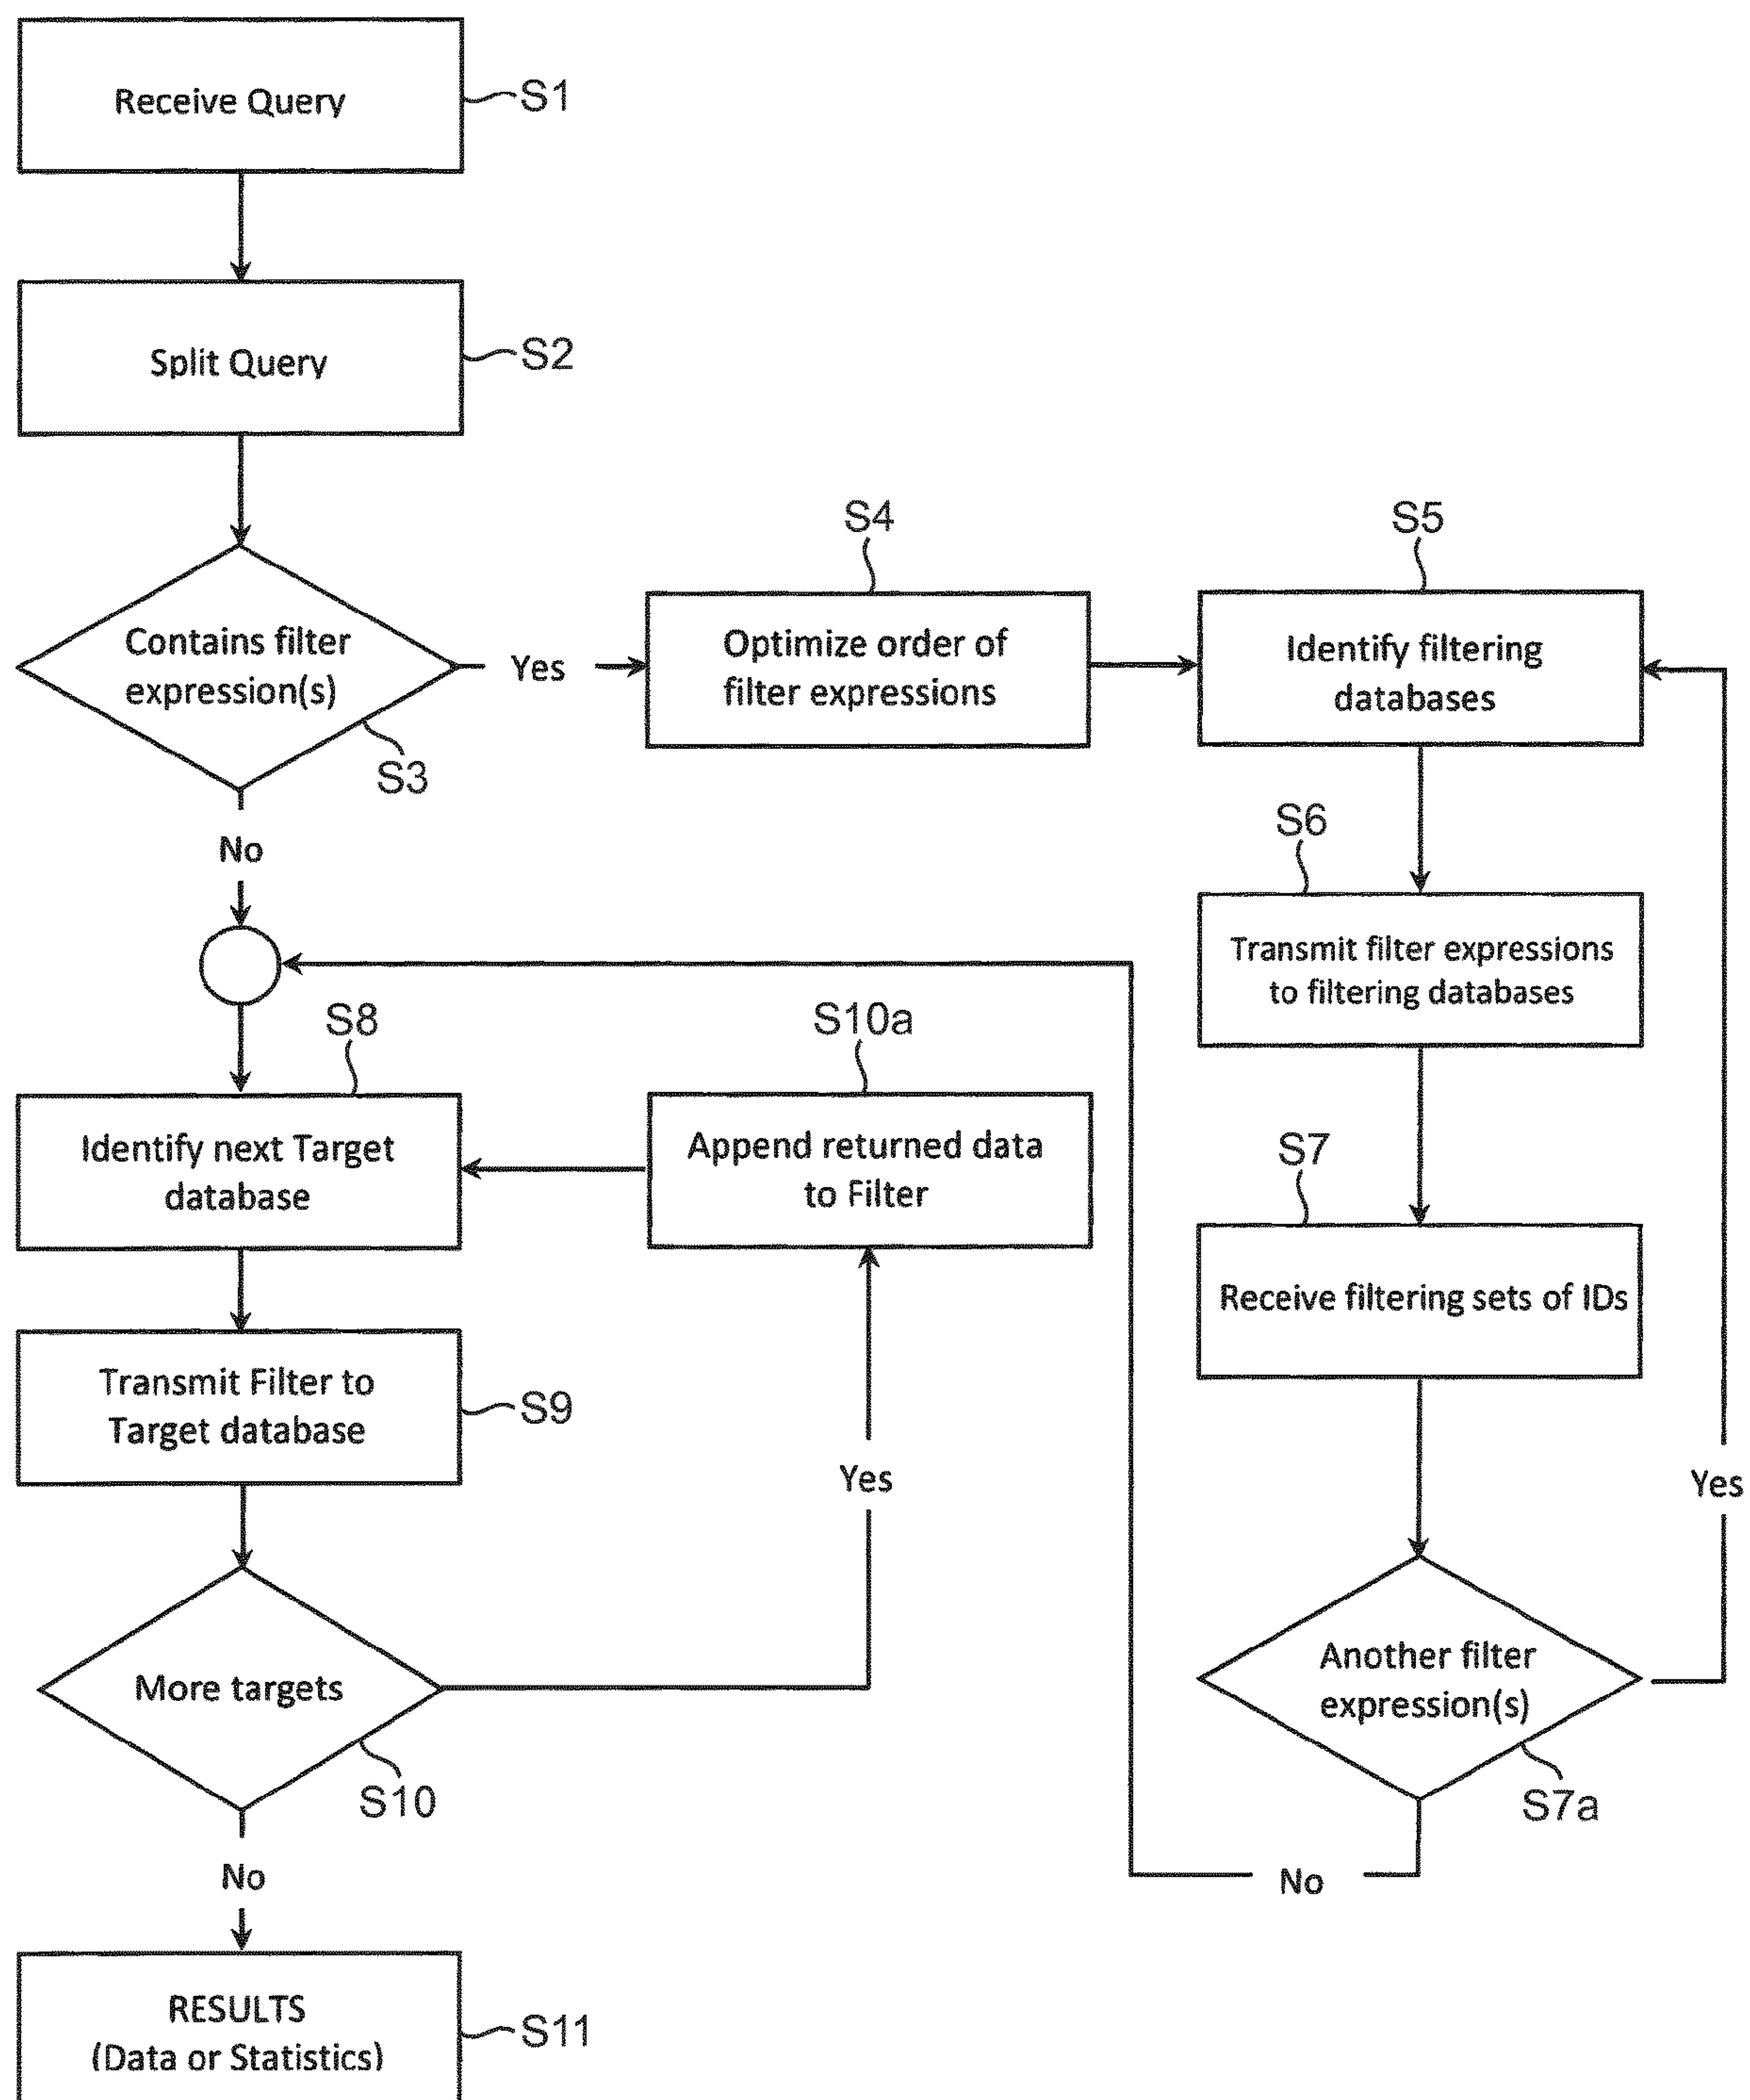 Receive Query
S1
Split Query
S2
Contains filter
expression(s)
S3
Yes
No
S4
Optimize order of
filter expressions
S5
Identify filtering
databases
S6
Transmit filter expressions
to filtering databases
S7
Receive filtering sets of IDs
Another filter
expression(s)
S7a
Yes
No
S8
Identify next Target
database
S10a
Append returned data
to Filter
Transmit Filter to
Target database
S9
More targets
S10
Yes
No
RESULTS
(Data or Statistics)
S11